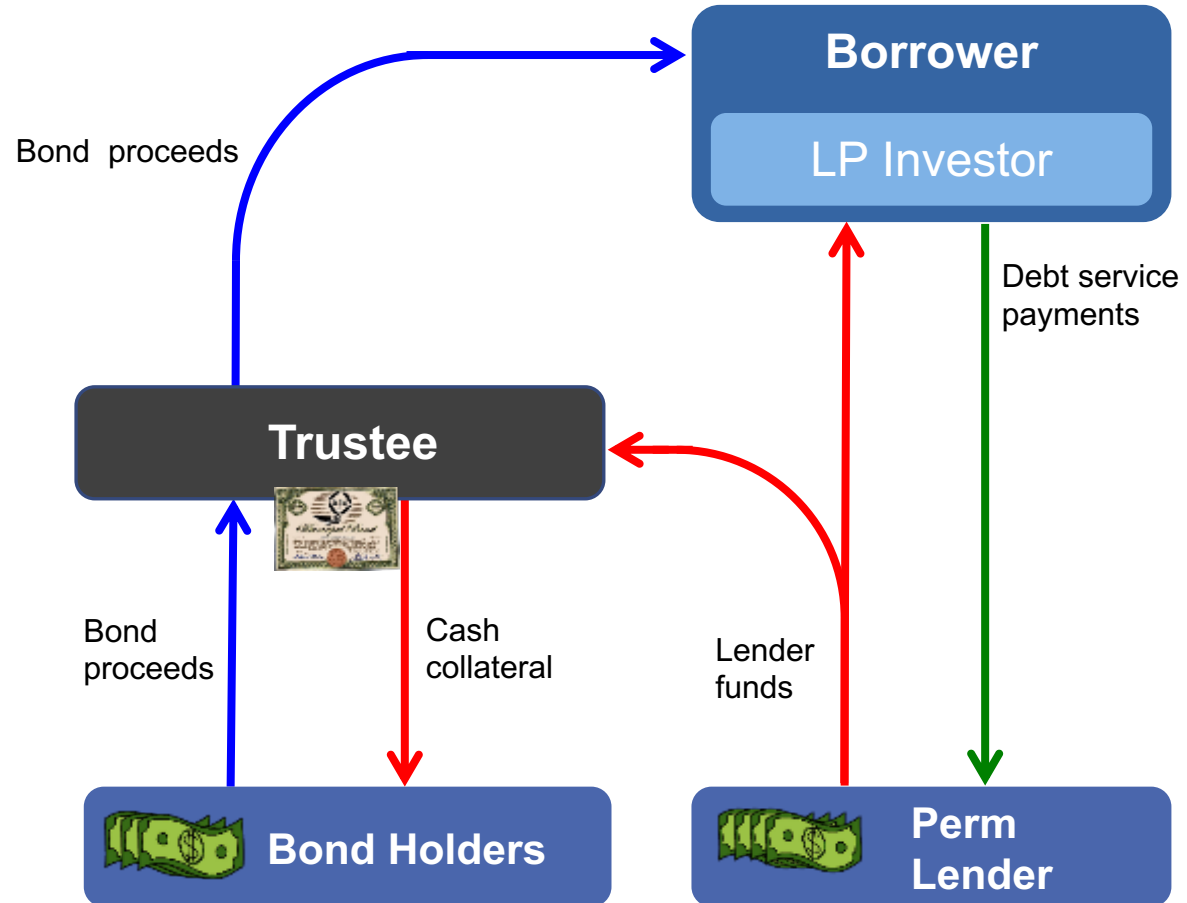 Borrower
LP Investor
Bond proceeds
Debt service
payments
Trustee
Bond
proceeds
Cash
collateral
Lender
funds
Bond Holders
Perm
Lender